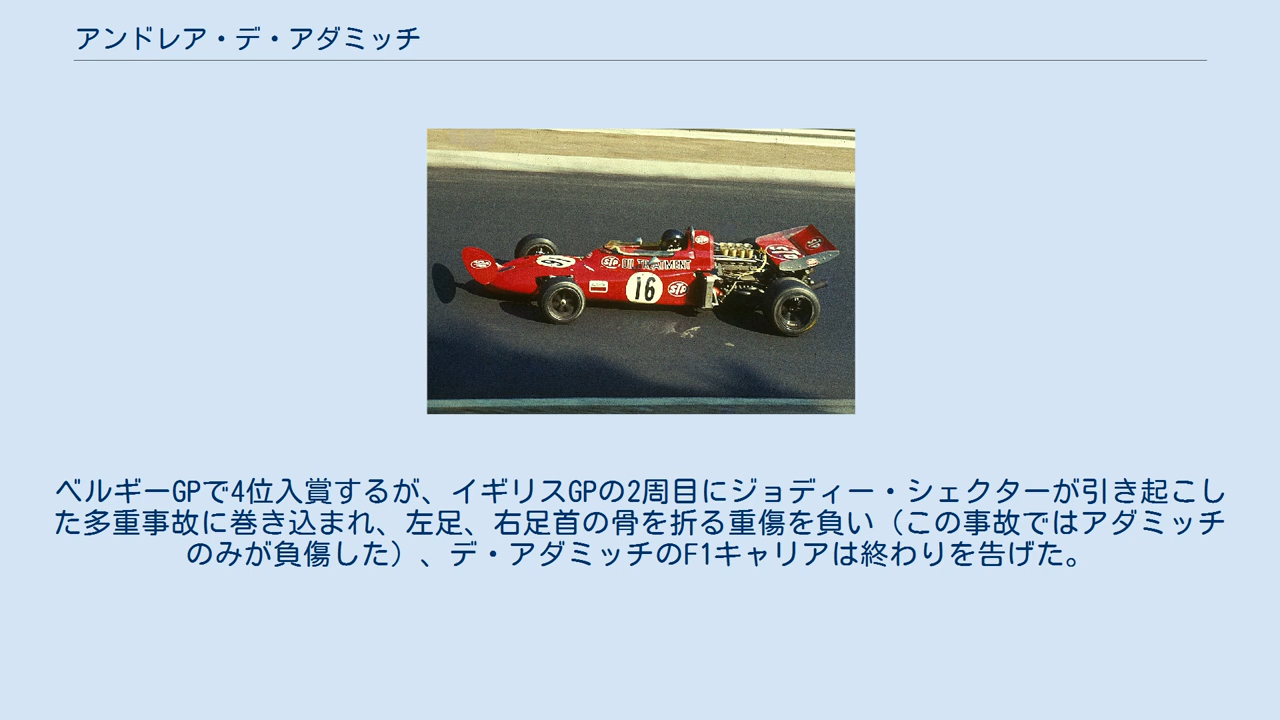 アンドレア・デ・アダミッチ
STP
OIL TREATMENT
16
STP
STP
ベルギーGPで4位入賞するが、イギリスGPの2周目にジョディー・シェクターが引き起こし
た多重事故に巻き込まれ、左足、右足首の骨を折る重傷を負い（この事故ではアダミッチ
のみが負傷した）、デ・アダミッチのF1キャリアは終わりを告げた。